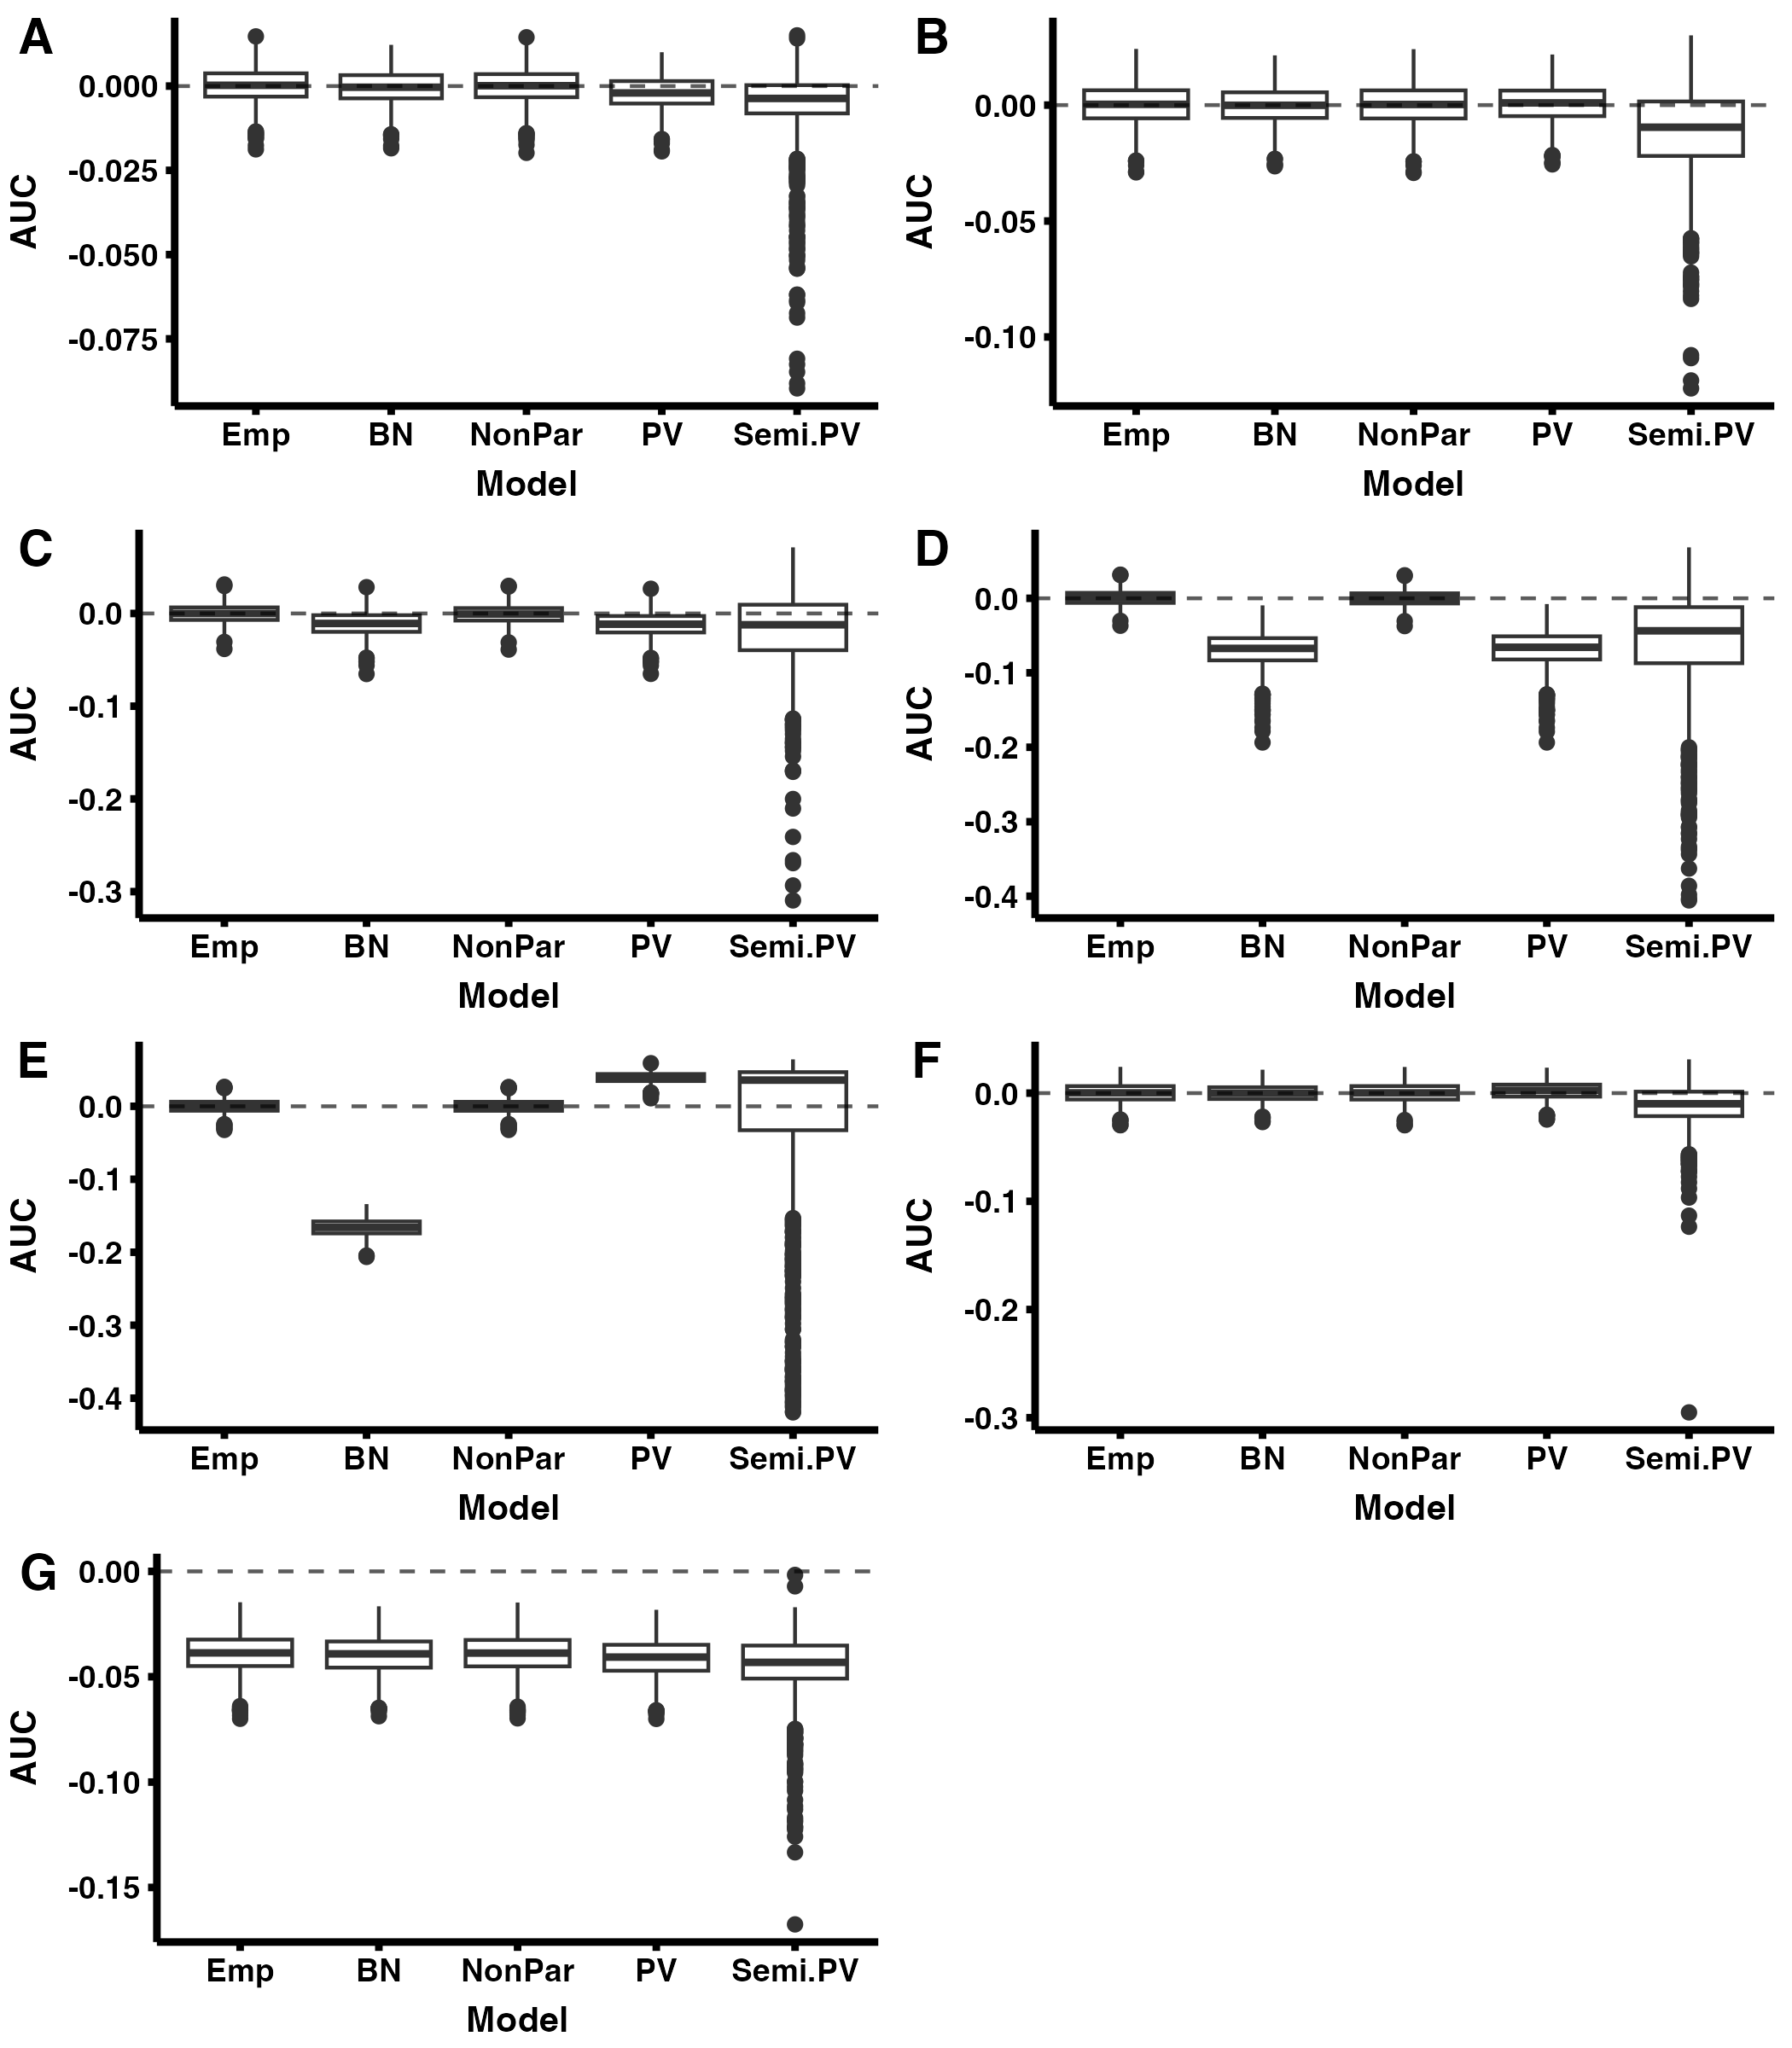 A
AUC
0.000
-0.025
-0.050
-0.075
Emp BN NonPar PV Semi.PV
Model
B
AUC
0.00
-0.05
-0.10
Emp BN NonPar PV Semi.PV
Model
C
AUC
0.0
-0.1
-0.2
-0.3
Emp BN NonPar PV Semi.PV
Model
D
AUC
0.0
-0.1
-0.2
-0.3
-0.4
Emp BN NonPar PV Semi.PV
Model
E
AUC
0.0
-0.1
-0.2
-0.3
-0.4
Emp BN NonPar PV Semi.PV
Model
F
AUC
0.0
-0.1
-0.2
-0.3
Emp BN NonPar PV Semi.PV
Model
G
AUC
0.00
-0.05
-0.10
-0.15
Emp BN NonPar PV Semi.PV
Model